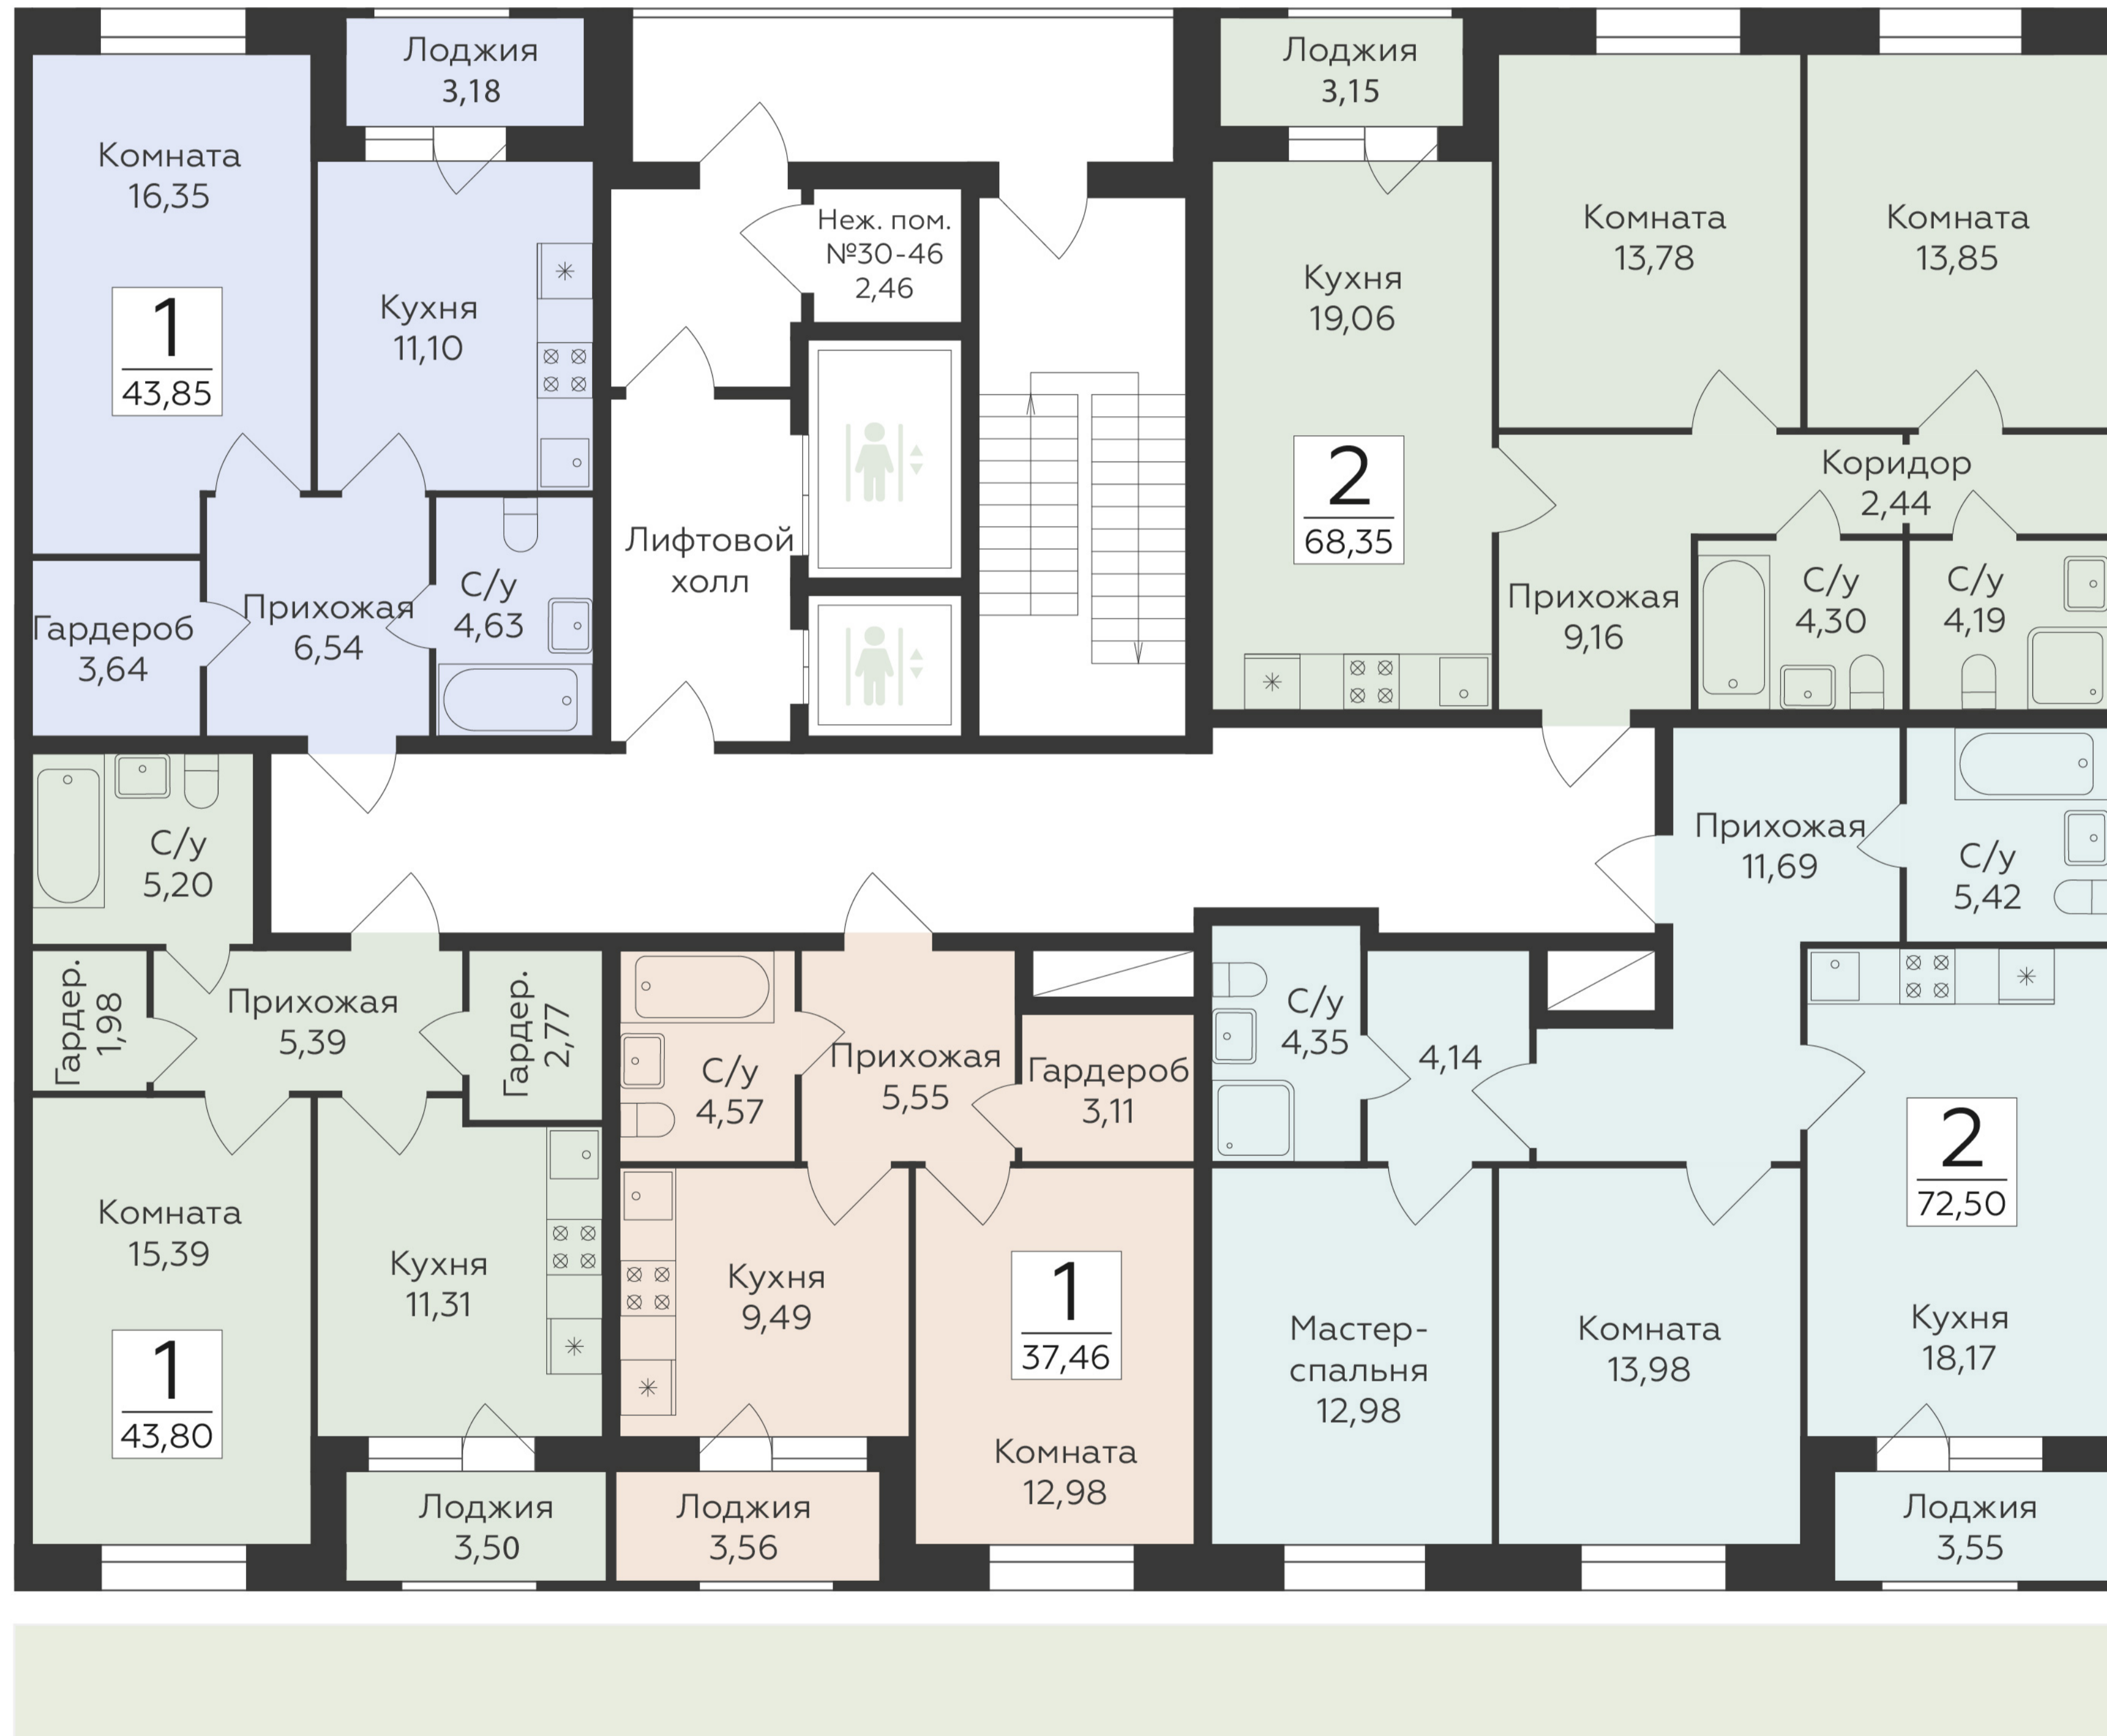 Лоджия
3,18
Комната
16,35
1
43,85
Кухня
11,10
Гардероб
3,64
Прихожая
6,54
С/у
4,63
Неж. пом.
№30-46
2,46
Лифтовой
холл
Лоджия
3,15
Кухня
19,06
2
68,35
Комната
13,78
Комната
13,85
Коридор
2,44
Прихожая
9,16
С/у
4,30
С/у
4,19
С/у
5,20
Гардер.
1,98
Прихожая
5,39
Гардер.
2,77
Комната
15,39
1
43,80
Кухня
11,31
Лоджия
3,50
С/у
4,57
Прихожая
5,55
Гардероб
3,11
Кухня
9,49
1
37,46
Комната
12,98
Лоджия
3,56
С/у
4,35
4,14
Прихожая
11,69
С/у
5,42
Мастер-
спальня
12,98
Комната
13,98
2
72,50
Кухня
18,17
Лоджия
3,55